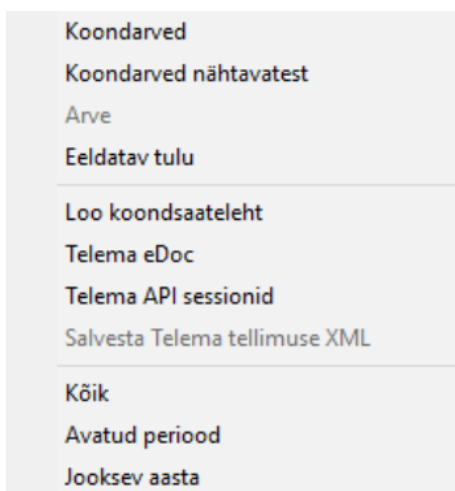 Koondarved
Koondarved nähtavatest
Arve
Eeldatav tulu
Loo koondsaateleht
Telema eDoc
Telema API sessionid
Salvesta Telema tellimuse XML
Kõik
Avatud periood
Jooksev aasta